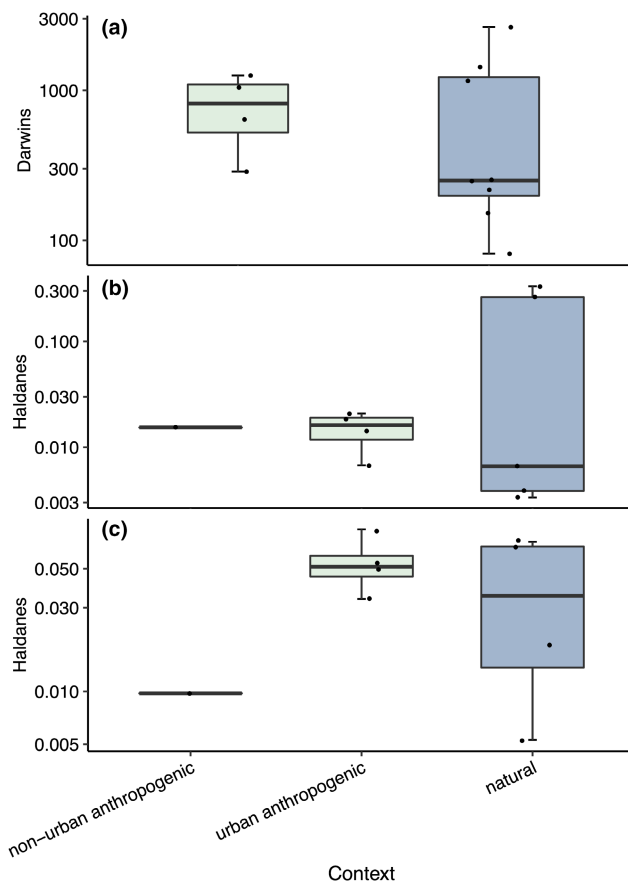 (a)
3000
1000
300
100
Darwins
(b)
0.300
0.100
0.030
0.010
0.003
Haldanes
(c)
0.050
0.030
0.010
0.005
Haldanes
non−urban anthropogenic
urban anthropogenic
natural
Context